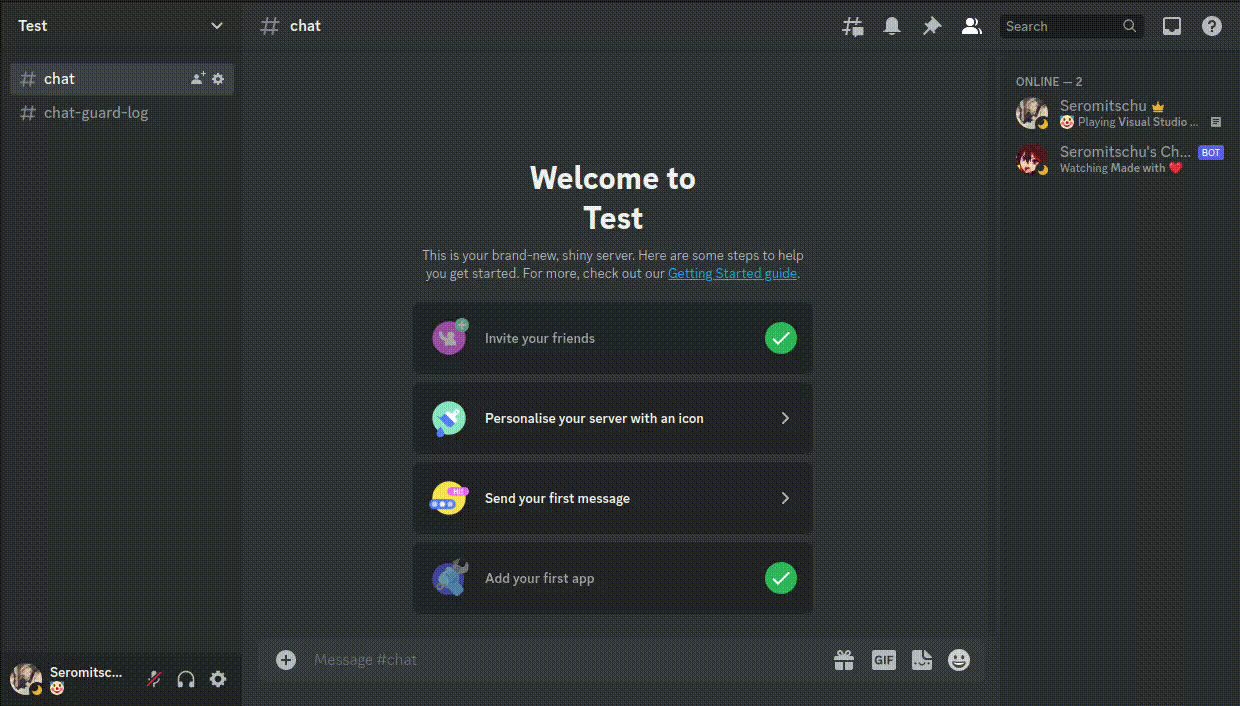 Test
chat
chat-guard-log
Seromitsc...
chat
Search
Welcome to
Test
This is your brand-new, shiny server. Here are some steps to help
you get started. For more, check out our Getting Started guide.
Invite your friends
Personalise your server with an icon
Send your first message
Add your first app
Message #chat
GIF
ONLINE — 2
Seromitschu
Playing Visual Studio ...
Seromitschu's Ch... BOT
Watching Made with ❤️